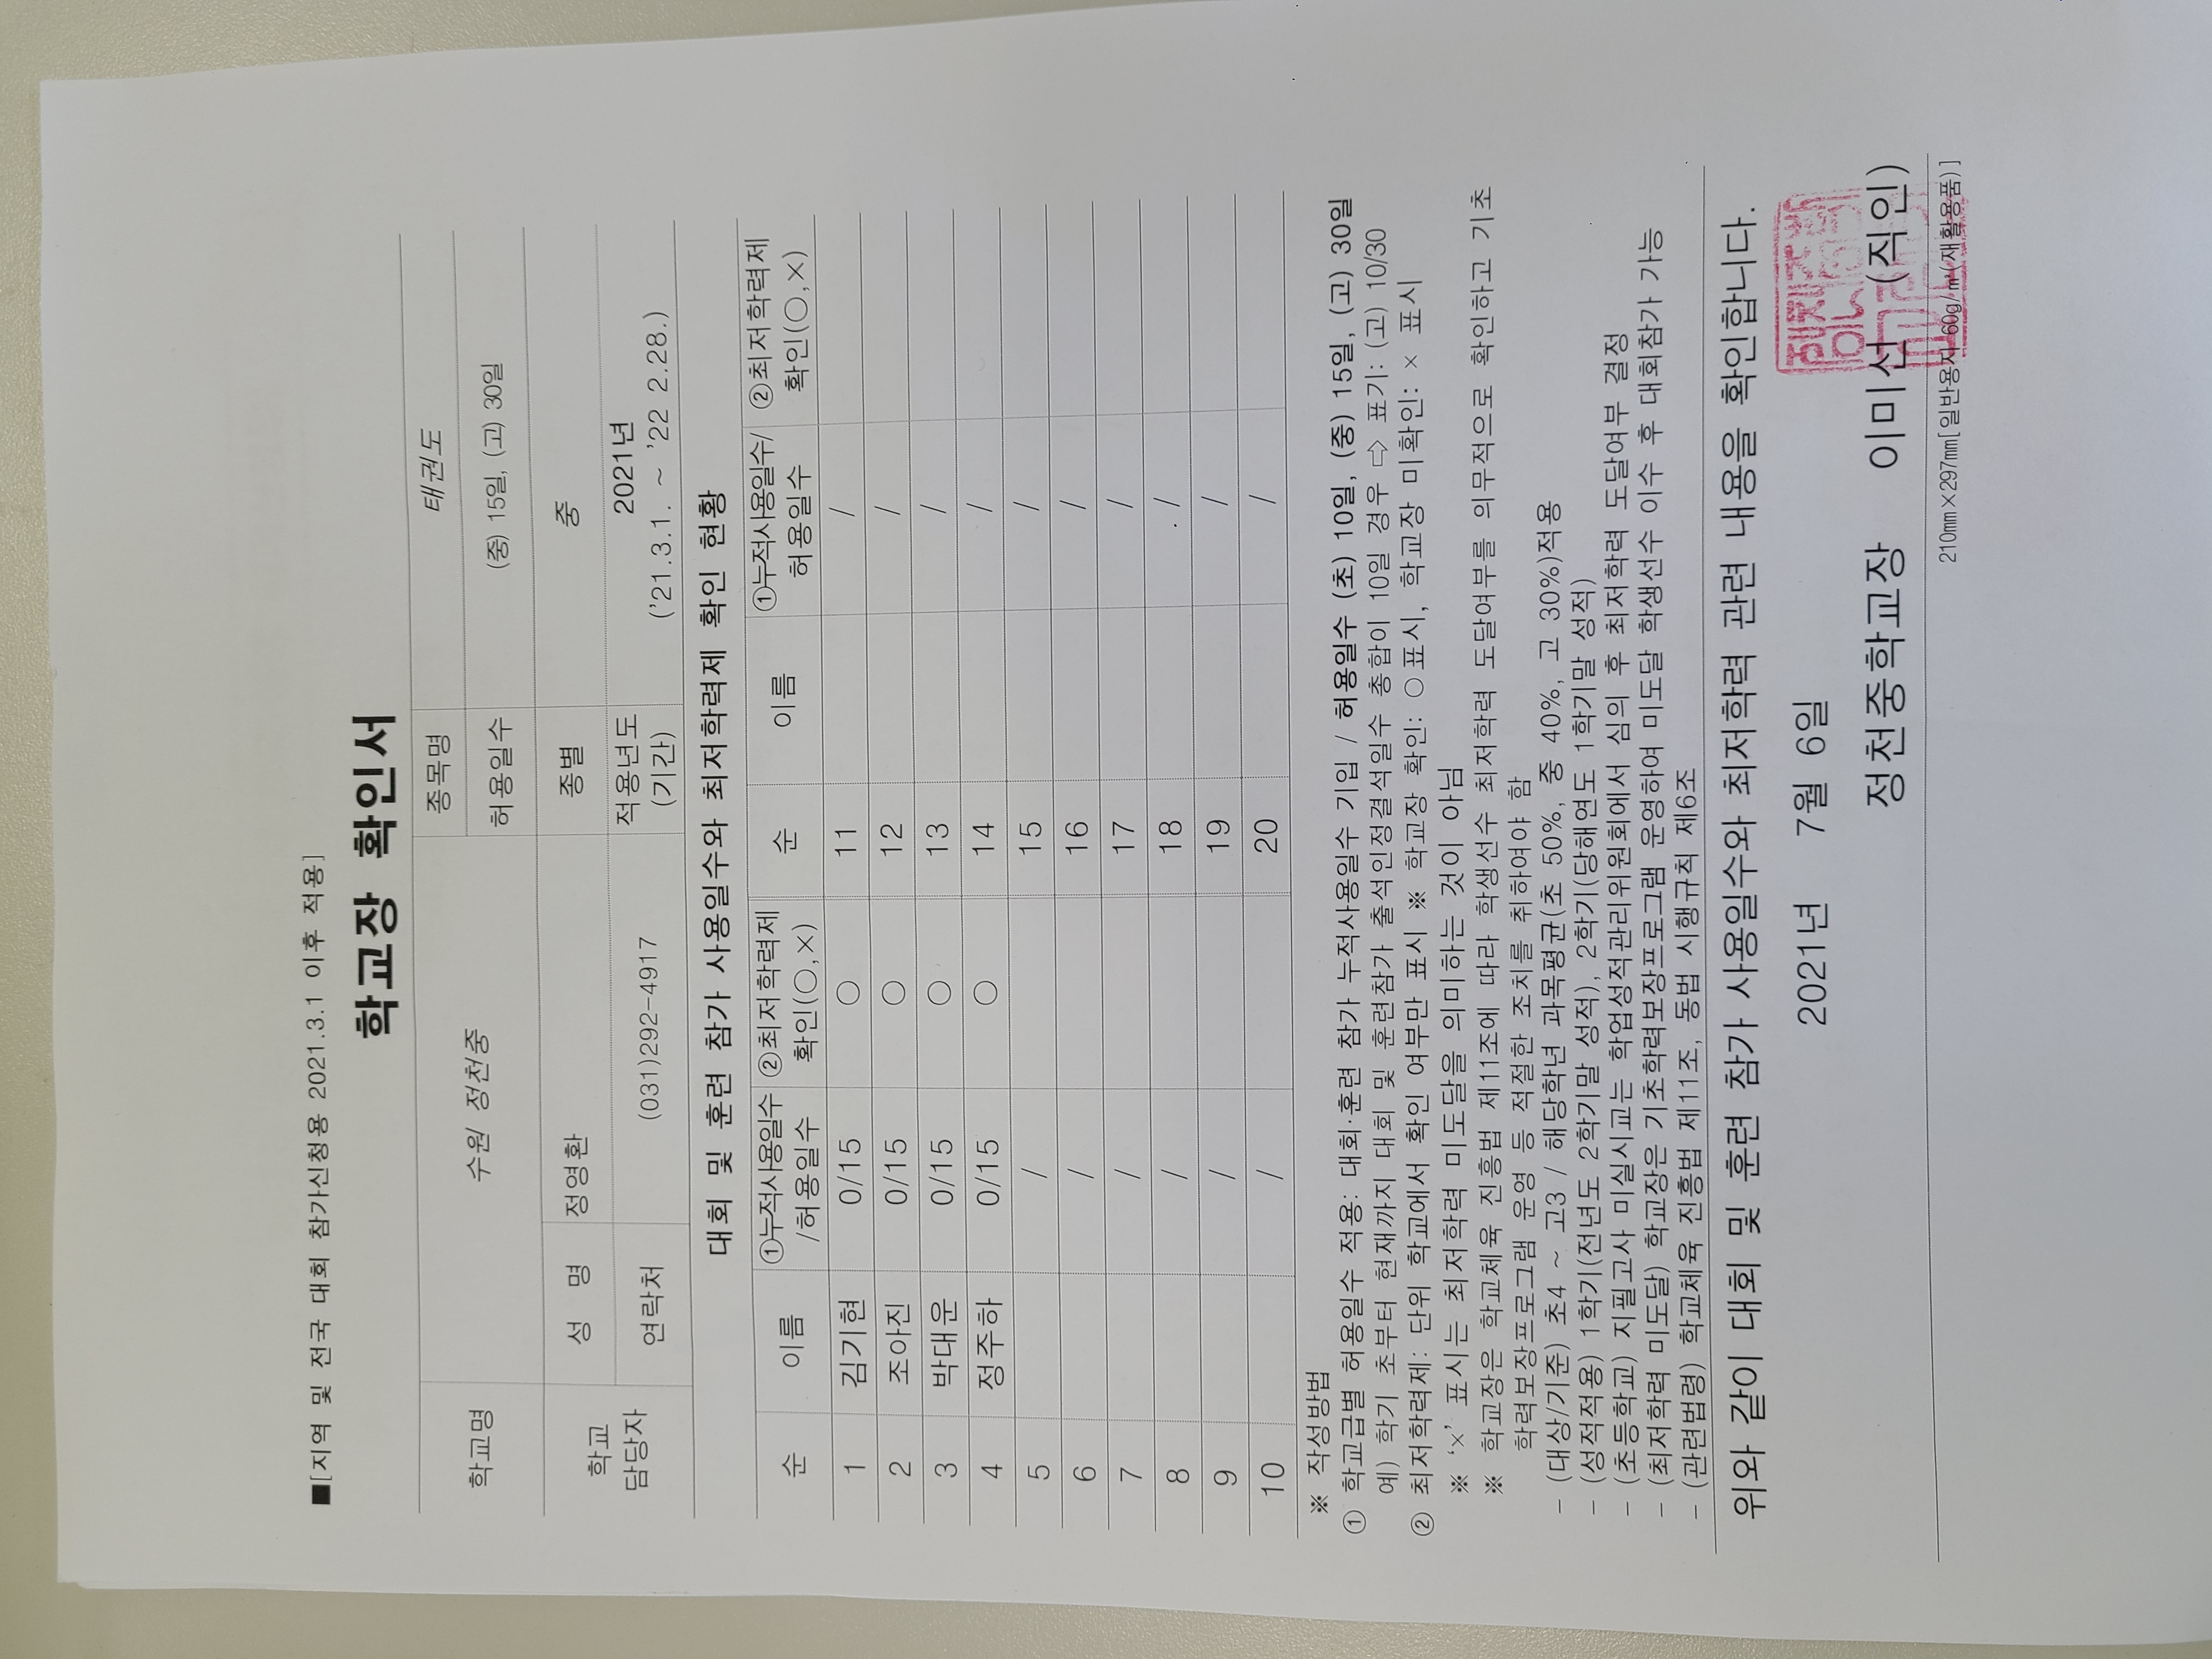 ■[지역 및 전국 대회 참가신청용 2021.3.1 이후 적용]
학교장 확인서
학교명 수원 정천중 종목명 태권도
허용일수 (중) 15일, (고) 30일
학교 담당자 성 명 정영환 종별 중
연락처 (031)292-4917 적용년도 (기간) 2021년 ('21.3.1. ~ '22 2.28.)
대회 및 훈련 참가 사용일수와 최저학력제 확인 현황
순 이름 ①누적사용일수/허용일수 ②최저학력제 확인(○,×) 순 이름 ①누적사용일수/허용일수 ②최저학력제 확인(○,×)
1 김기현 0/15 ○ 11 /
2 조아진 0/15 ○ 12 /
3 박대운 0/15 ○ 13 /
4 정주하 0/15 ○ 14 /
5 / 15 /
6 / 16 /
7 / 17 /
8 / 18 /
9 / 19 /
10 / 20 /
※ 작성방법
① 학교급별 허용일수 적용: 대회·훈련 참가 누적사용일수 기입 / 허용일수 (초) 10일, (중) 15일, (고) 30일
예) 학기 초부터 현재까지 대회 및 훈련참가 출석인정결석일수 총합이 10일 경우 ⇨ 표기: (고) 10/30
② 최저학력제: 단위 학교에서 확인 여부만 표시 ※ 학교장 확인: ○ 표시, 학교장 미확인: × 표시
※ '×' 표시는 최저학력 미도달을 의미하는 것이 아님
※ 학교장은 학교체육 진흥법 제11조에 따라 학생선수 최저학력 도달여부를 의무적으로 확인하고 기초
학력보장프로그램 운영 등 적절한 조치를 취하여야 함
- (대상/기준) 초4 ~ 고3 / 해당학년 과목평균(초 50%, 중 40%, 고 30%)적용
- (성적적용) 1학기(전년도 2학기말 성적), 2학기(당해연도 1학기말 성적)
- (초등학교) 지필고사 미실시교는 학업성적관리위원회에서 심의 후 최저학력 도달여부 결정
- (최저학력 미도달) 학교장은 기초학력보장프로그램 운영하여 미도달 학생선수 이수 후 대회참가 가능
- (관련법령) 학교체육 진흥법 제11조, 동법 시행규칙 제6조
위와 같이 대회 및 훈련 참가 사용일수와 최저학력 관련 내용을 확인합니다.
2021년 7월 6일
정천중학교장 이미선 (직인)
210mm×297mm[일반용지 60g/㎡(재활용품)]